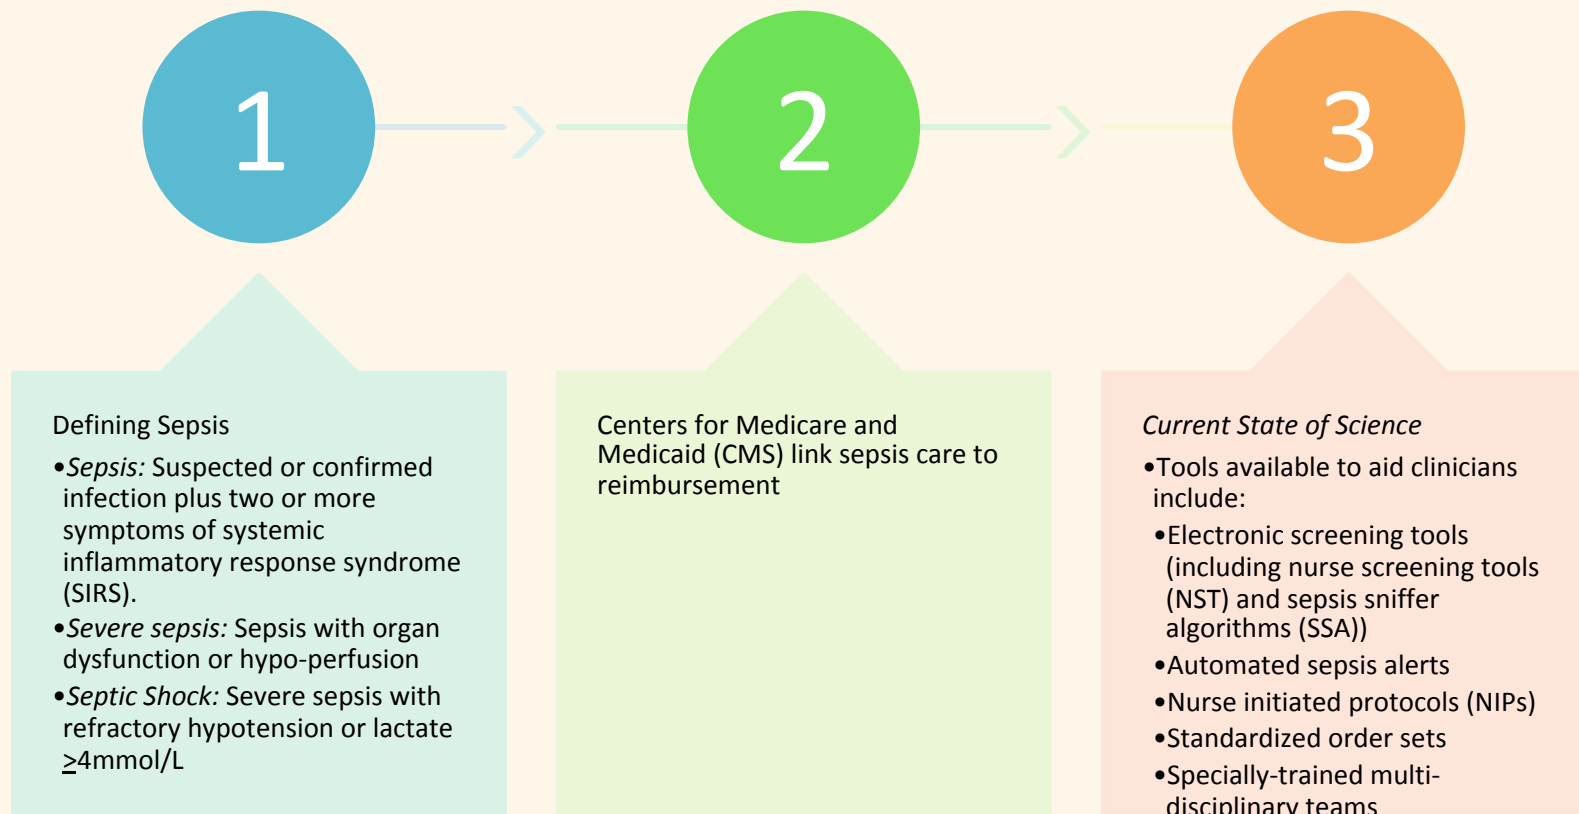 1
2
3
Defining Sepsis
•Sepsis: Suspected or confirmed
infection plus two or more
symptoms of systemic
inflammatory response syndrome
(SIRS).
•Severe sepsis: Sepsis with organ
dysfunction or hypo-perfusion
•Septic Shock: Severe sepsis with
refractory hypotension or lactate
≥4mmol/L
Centers for Medicare and
Medicaid (CMS) link sepsis care to
reimbursement
Current State of Science
•Tools available to aid clinicians
include:
•Electronic screening tools
(including nurse screening tools
(NST) and sepsis sniffer
algorithms (SSA))
•Automated sepsis alerts
•Nurse initiated protocols (NIPs)
•Standardized order sets
•Specially-trained multi-
disciplinary teams